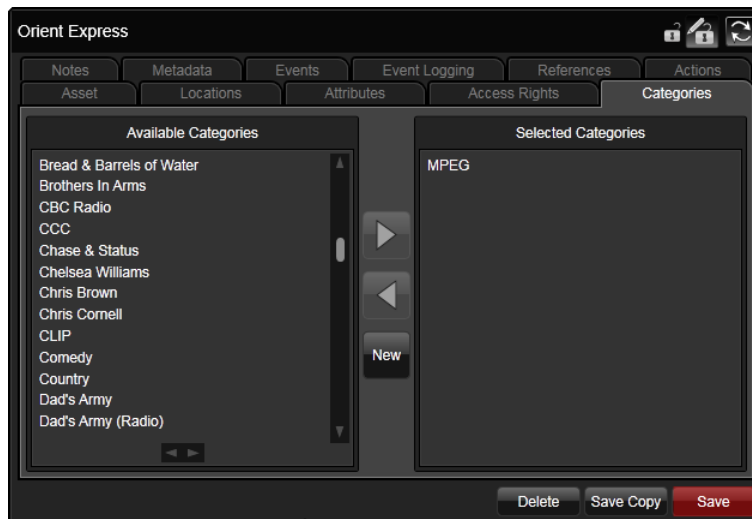 Orient Express
Notes Metadata Events Event Logging References Actions
Asset Locations Attributes Access Rights Categories
Available Categories
Bread & Barrels of Water
Brothers In Arms
CBC Radio
CCC
Chase & Status
Chelsea Williams
Chris Brown
Chris Cornell
CLIP
Comedy
Country
Dad's Army
Dad's Army (Radio)
New
Selected Categories
MPEG
Delete Save Copy Save